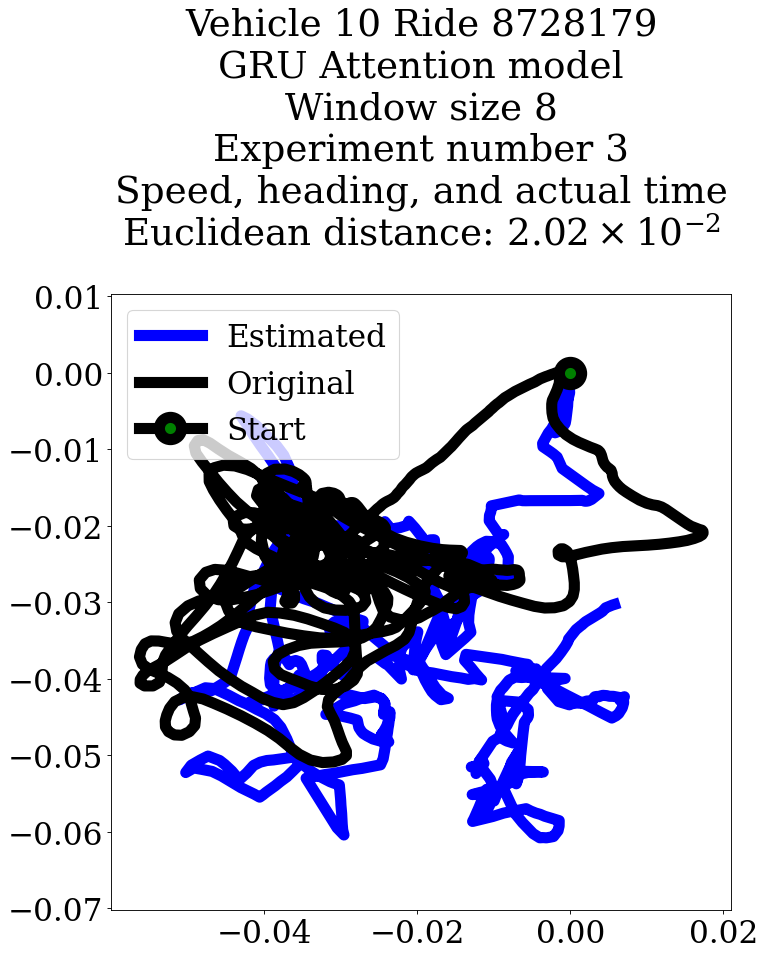 Vehicle 10 Ride 8728179
GRU Attention model
Window size 8
Experiment number 3
Speed, heading, and actual time
Euclidean distance: 2.02 × 10⁻²
0.01
0.00
−0.01
−0.02
−0.03
−0.04
−0.05
−0.06
−0.07
Estimated
Original
Start
−0.04
−0.02
0.00
0.02